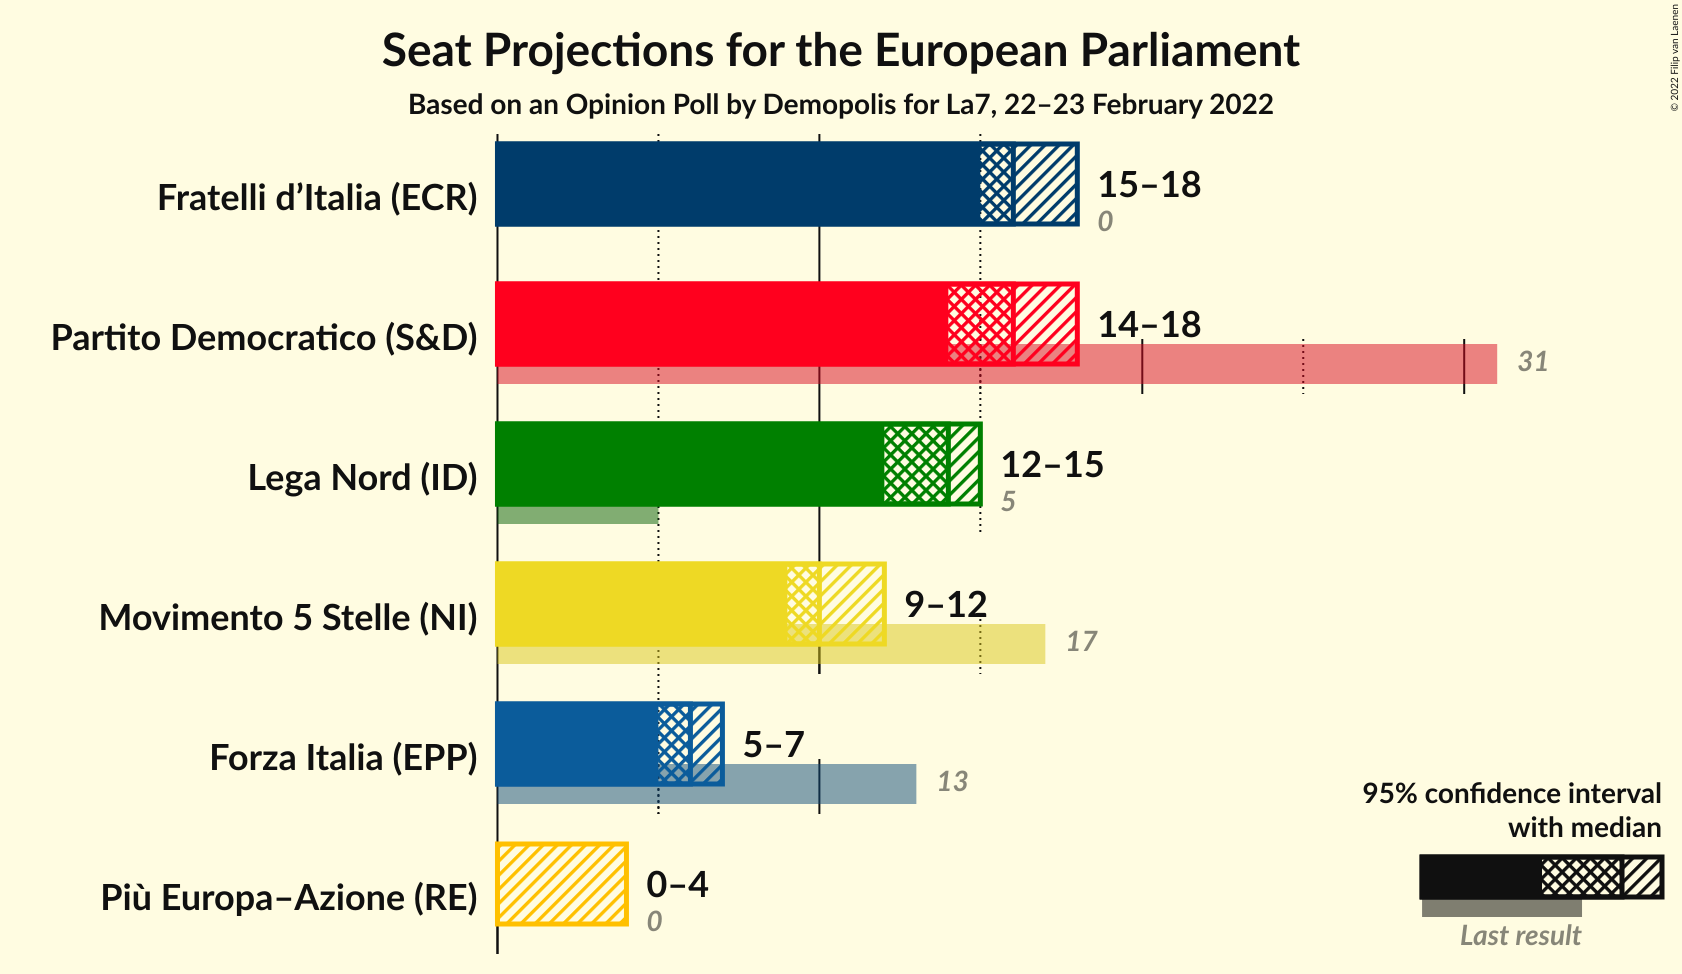 Seat Projections for the European Parliament
Based on an Opinion Poll by Demopolis for La7, 22–23 February 2022
© 2022 Filip van Laenen
Fratelli d’Italia (ECR)
15–18
0
Partito Democratico (S&D)
14–18
31
Lega Nord (ID)
12–15
5
Movimento 5 Stelle (NI)
9–12
17
Forza Italia (EPP)
5–7
13
Più Europa–Azione (RE)
0–4
0
95% confidence interval
with median
Last result